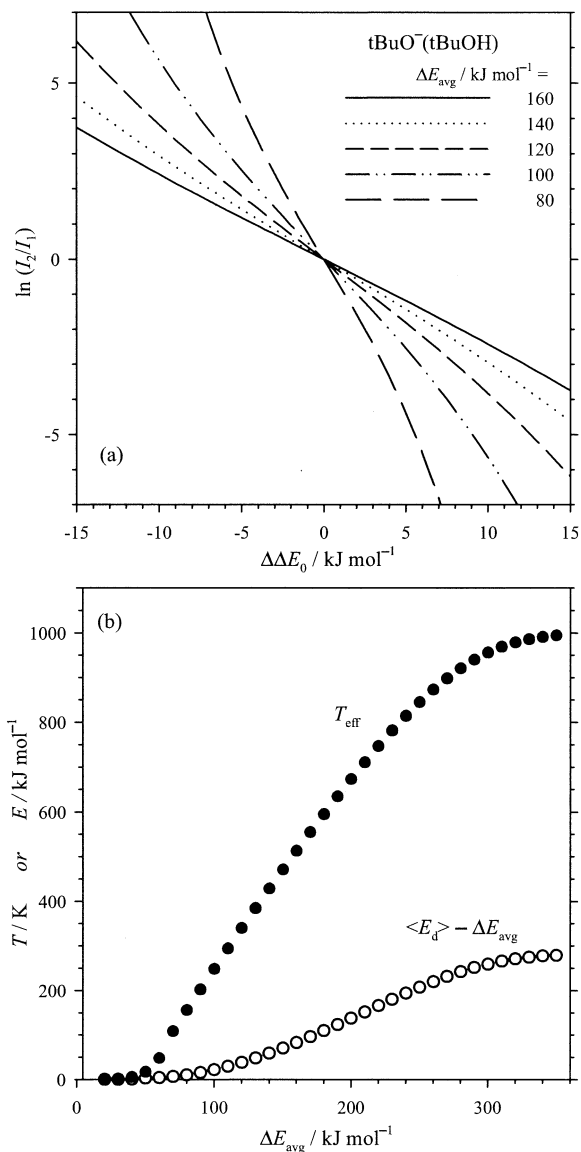 tBuO⁻(tBuOH)
ΔE_avg / kJ mol⁻¹ =
160
140
120
100
80
5
0
-5
ln (I₂/I₁)
(a)
-15 -10 -5 0 5 10 15
ΔΔE₀ / kJ mol⁻¹
(b)
1000
800
600
400
200
0
T / K or E / kJ mol⁻¹
T_eff
<E_d> – ΔE_avg
0 100 200 300
ΔE_avg / kJ mol⁻¹